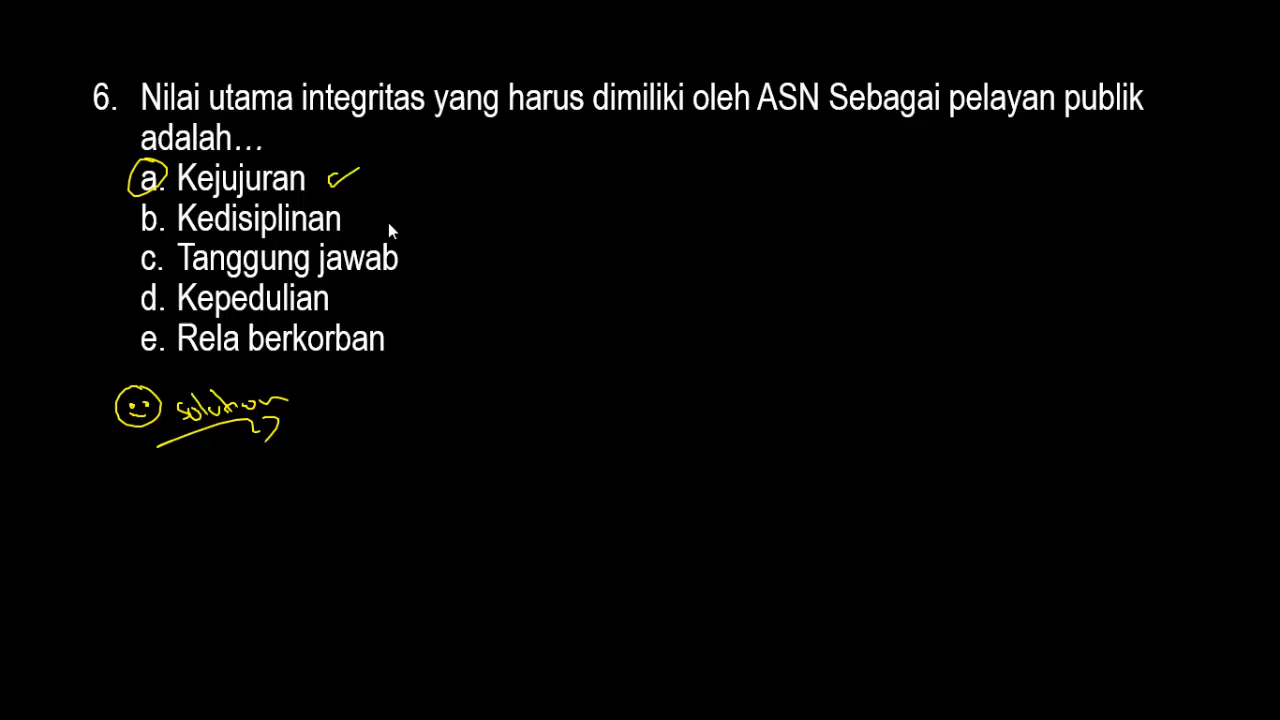 6. Nilai utama integritas yang harus dimiliki oleh ASN Sebagai pelayan publik
adalah...
a. Kejujuran
b. Kedisiplinan
c. Tanggung jawab
d. Kepedulian
e. Rela berkorban
solution